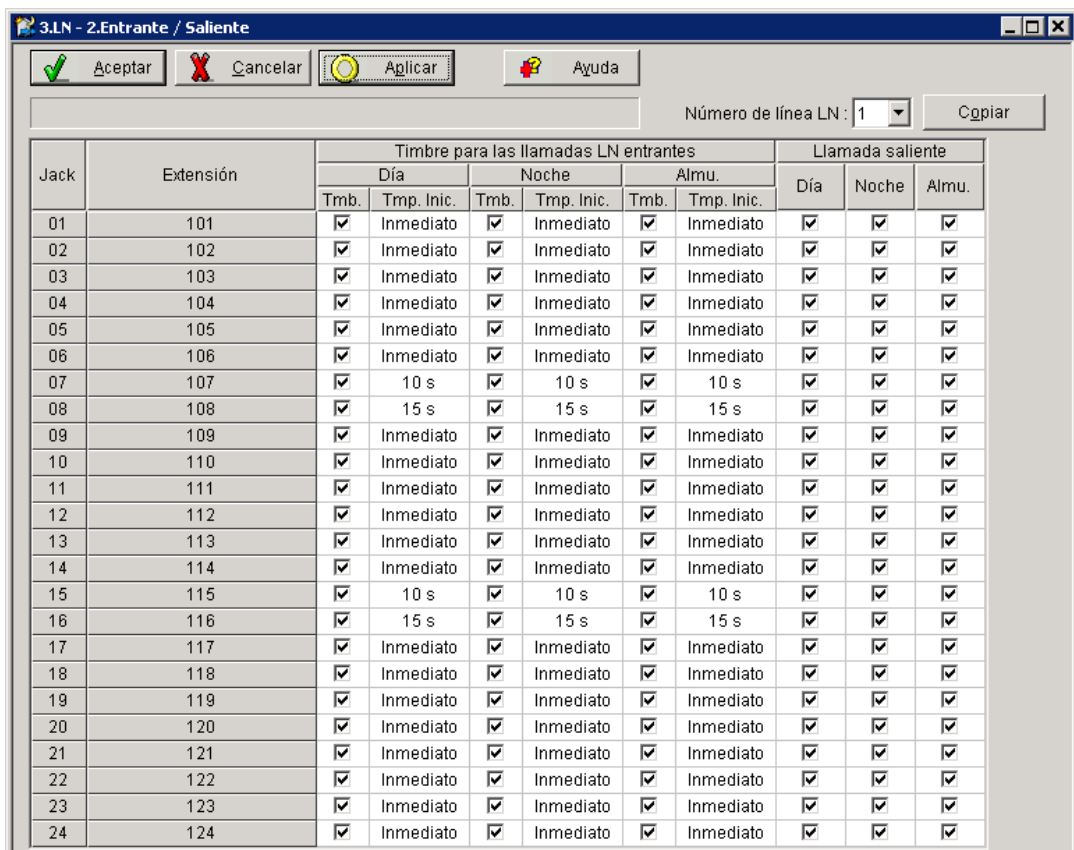 3.LN - 2.Entrante / Saliente
Aceptar Cancelar Aplicar Ayuda
Número de línea LN : 1 Copiar
Timbre para las llamadas LN entrantes Llamada saliente
Jack Extensión Día Noche Almu. Día Noche Almu.
Tmb. Tmp. Inic. Tmb. Tmp. Inic. Tmb. Tmp. Inic.
01 101 Inmediato Inmediato Inmediato
02 102 Inmediato Inmediato Inmediato
03 103 Inmediato Inmediato Inmediato
04 104 Inmediato Inmediato Inmediato
05 105 Inmediato Inmediato Inmediato
06 106 Inmediato Inmediato Inmediato
07 107 10 s 10 s 10 s
08 108 15 s 15 s 15 s
09 109 Inmediato Inmediato Inmediato
10 110 Inmediato Inmediato Inmediato
11 111 Inmediato Inmediato Inmediato
12 112 Inmediato Inmediato Inmediato
13 113 Inmediato Inmediato Inmediato
14 114 Inmediato Inmediato Inmediato
15 115 10 s 10 s 10 s
16 116 15 s 15 s 15 s
17 117 Inmediato Inmediato Inmediato
18 118 Inmediato Inmediato Inmediato
19 119 Inmediato Inmediato Inmediato
20 120 Inmediato Inmediato Inmediato
21 121 Inmediato Inmediato Inmediato
22 122 Inmediato Inmediato Inmediato
23 123 Inmediato Inmediato Inmediato
24 124 Inmediato Inmediato Inmediato